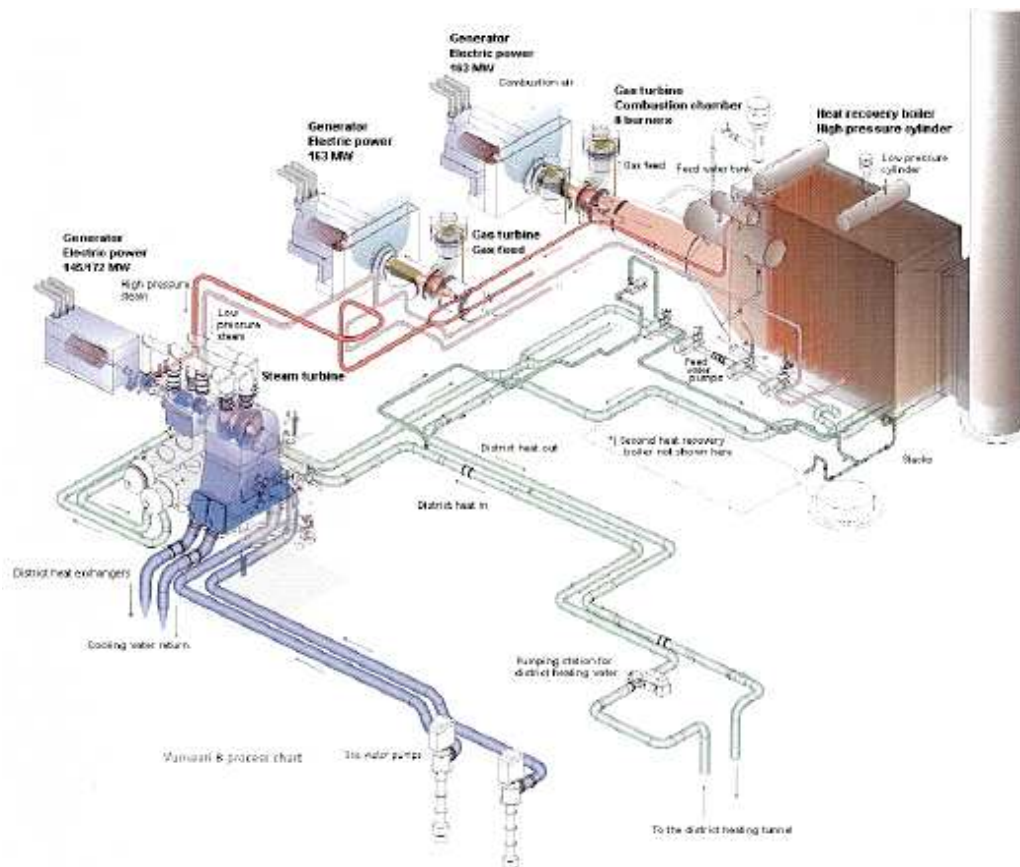 Generator
Electric power
163 MW
Combustion air
Gas turbine
Combustion chamber
8 burners
Heat recovery boiler
High pressure cylinder
Low pressure
cylinder
Gas feed
Feed water tank
Generator
Electric power
163 MW
Gas turbine
Gas feed
Generator
Electric power
145/172 MW
High pressure
steam
Low
pressure
steam
Steam turbine
Feed
water
pumps
District heat out
*) Second heat recovery
boiler not shown here
Stacks
District heat in
District heat exchangers
Cooling water return
Pumping station for
district heating water
B process chart
water pumps
To the district heating tunnel